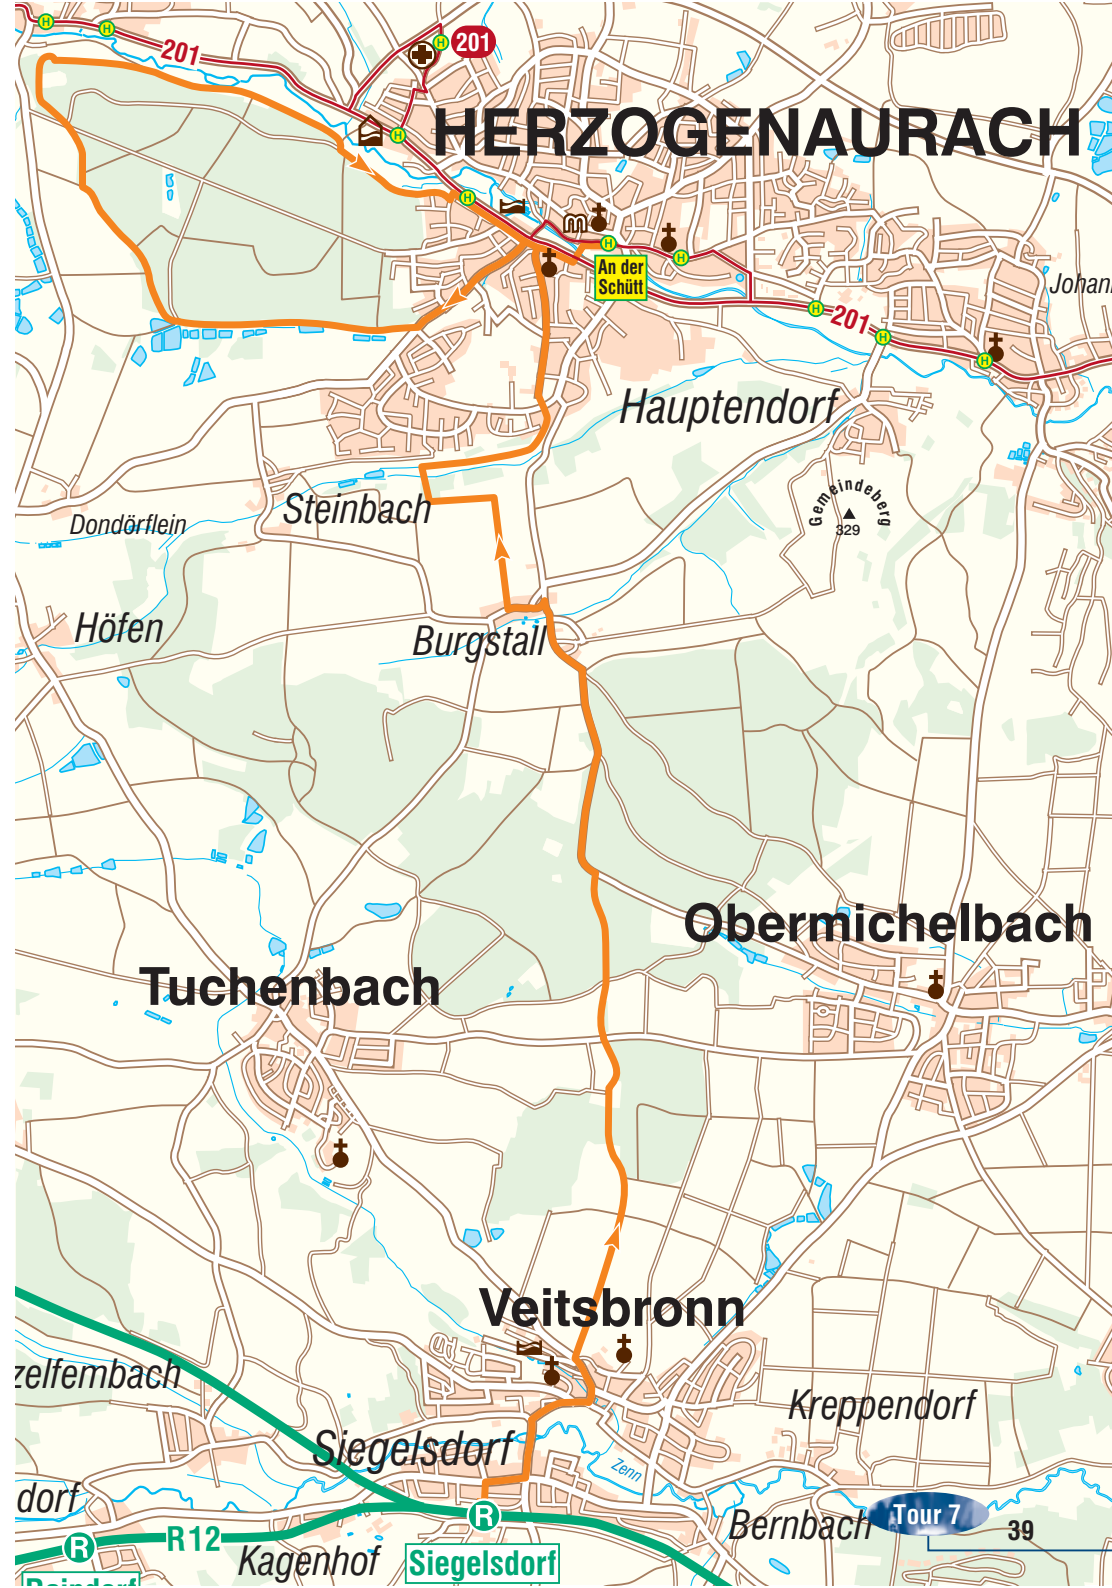 201
201
HERZOGENAURACH
An der
Schütt
201
Hauptendorf
Gemeindeberg
329
Steinbach
Dondörflein
Höfen
Burgstall
Obermichelbach
Tuchenbach
Veitsbronn
zelfembach
Kreppendorf
Siegelsdorf
Zenn
dorf
R
Bernbach
Tour 7
39
R12
R
Kagenhof
Siegelsdorf